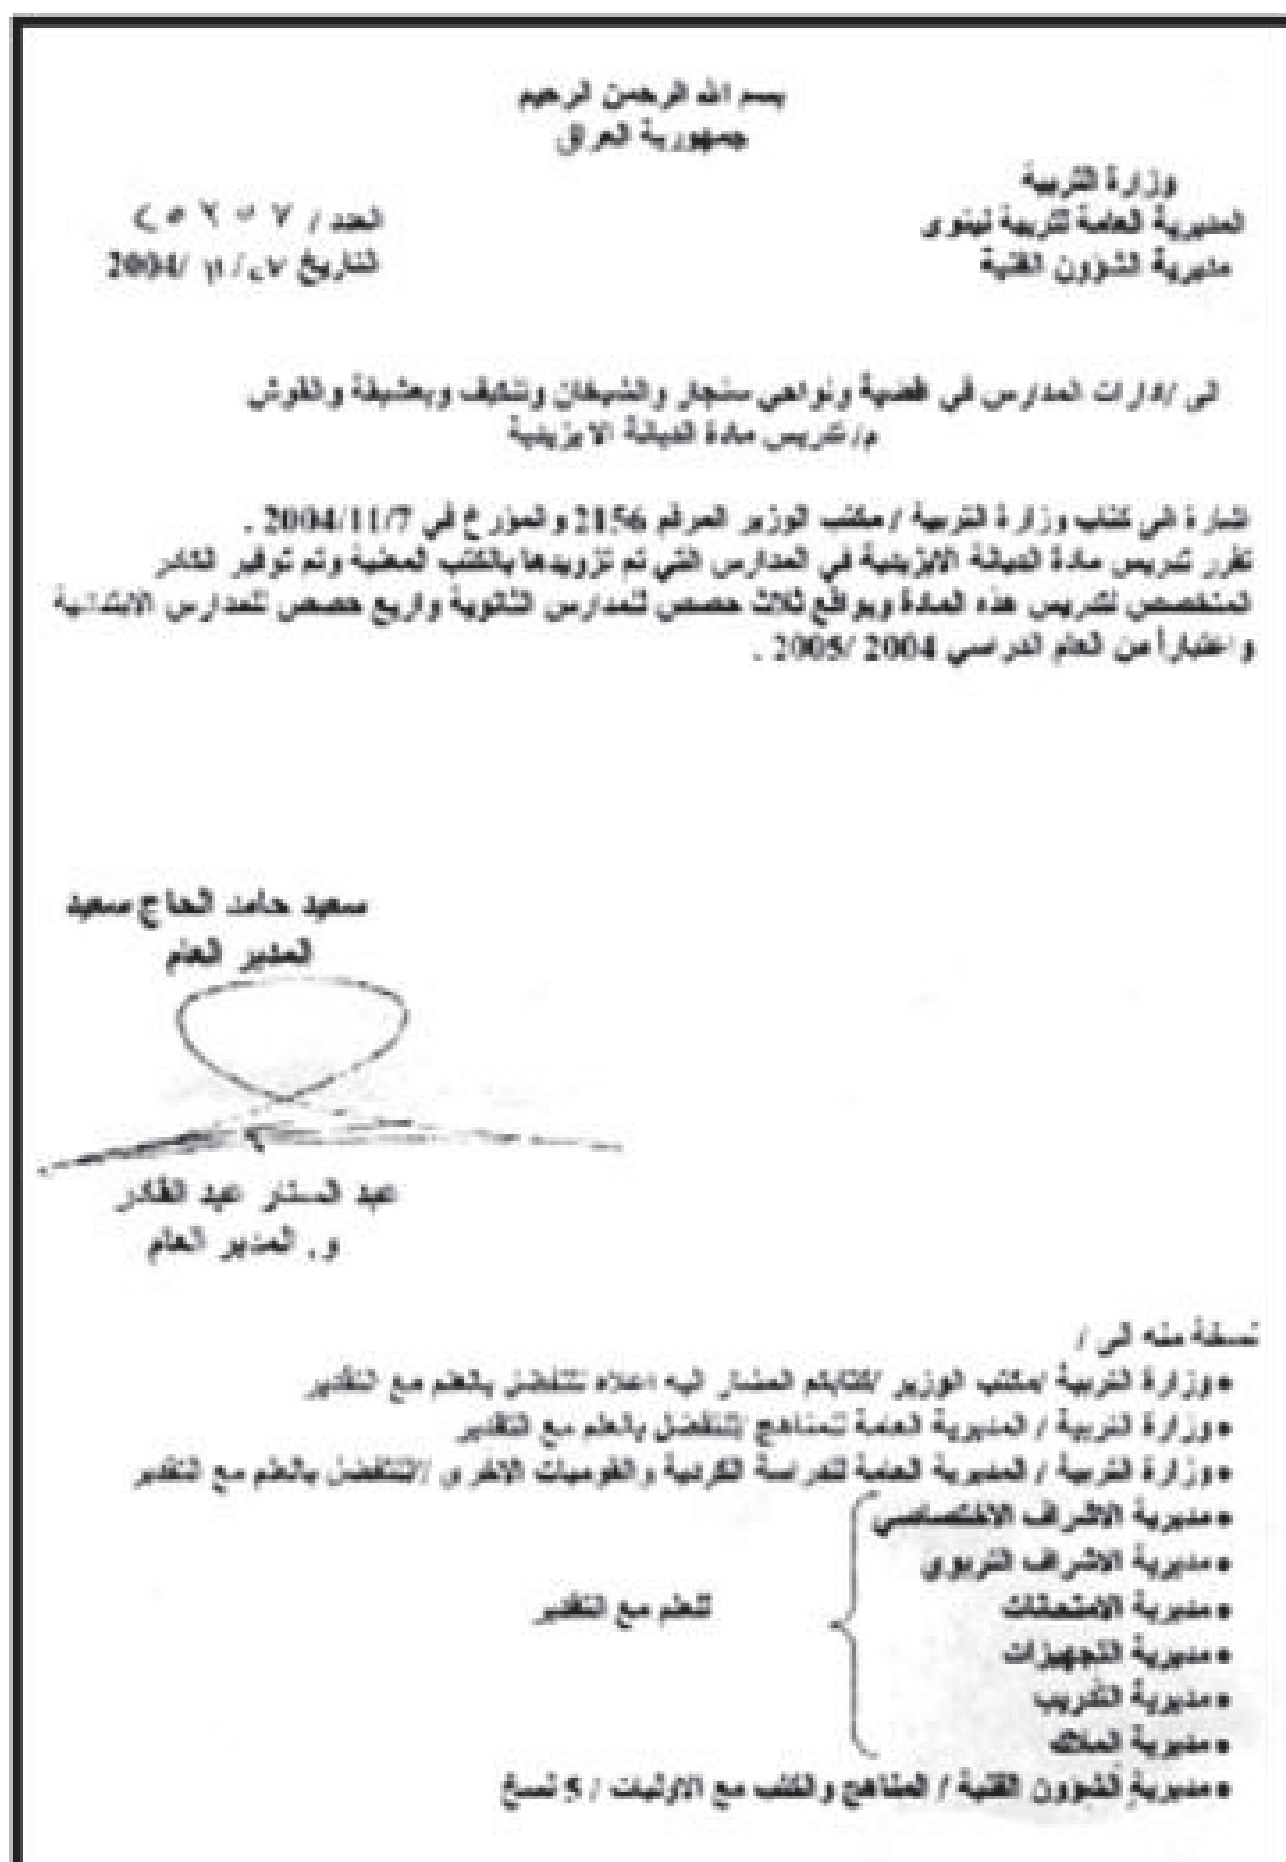 بسم الله الرحمن الرحيم
جمهورية العراق
وزارة التربية
المديرية العامة لتربية نينوى
مديرية الشؤون الفنية
العدد /
التاريخ ٢٧/ ١١/ 2004
الى /ادارات المدارس في اقضية ونواحي سنجار والشيخان وتلكيف وبعشيقة والقوش
م/ تدريس مادة الديانة الايزيدية
اشارة الى كتاب وزارة التربية / مكتب الوزير المرقم 2156 والمؤرخ في 2004/11/7 .
تقرر تدريس مادة الديانة الايزيدية في المدارس التي تم تزويدها بالكتب المعنية وتم توفير الكادر
المتخصص لتدريس هذه المادة وبواقع ثلاث حصص للمدارس الثانوية واربع حصص للمدارس الابتدائية
واعتباراً من العام الدراسي 2004 /2005 .
سعيد حامد الحاج سعيد
المدير العام
عبد الستار عبد القادر
و. المدير العام
نسخة منه الى /
• وزارة التربية /مكتب الوزير /كتابكم المشار اليه اعلاه للتفضل بالعلم مع التقدير
• وزارة التربية / المديرية العامة للمناهج /للتفضل بالعلم مع التقدير
• وزارة التربية / المديرية العامة للدراسة الكردية والقوميات الاخرى /للتفضل بالعلم مع التقدير
• مديرية الاشراف الاختصاصي
• مديرية الاشراف التربوي
• مديرية الامتحانات
للعلم مع التقدير
• مديرية التجهيزات
• مديرية التدريب
• مديرية الملاك
• مديرية الشؤون الفنية / المناهج والكتب مع الاوليات / 5 نسخ